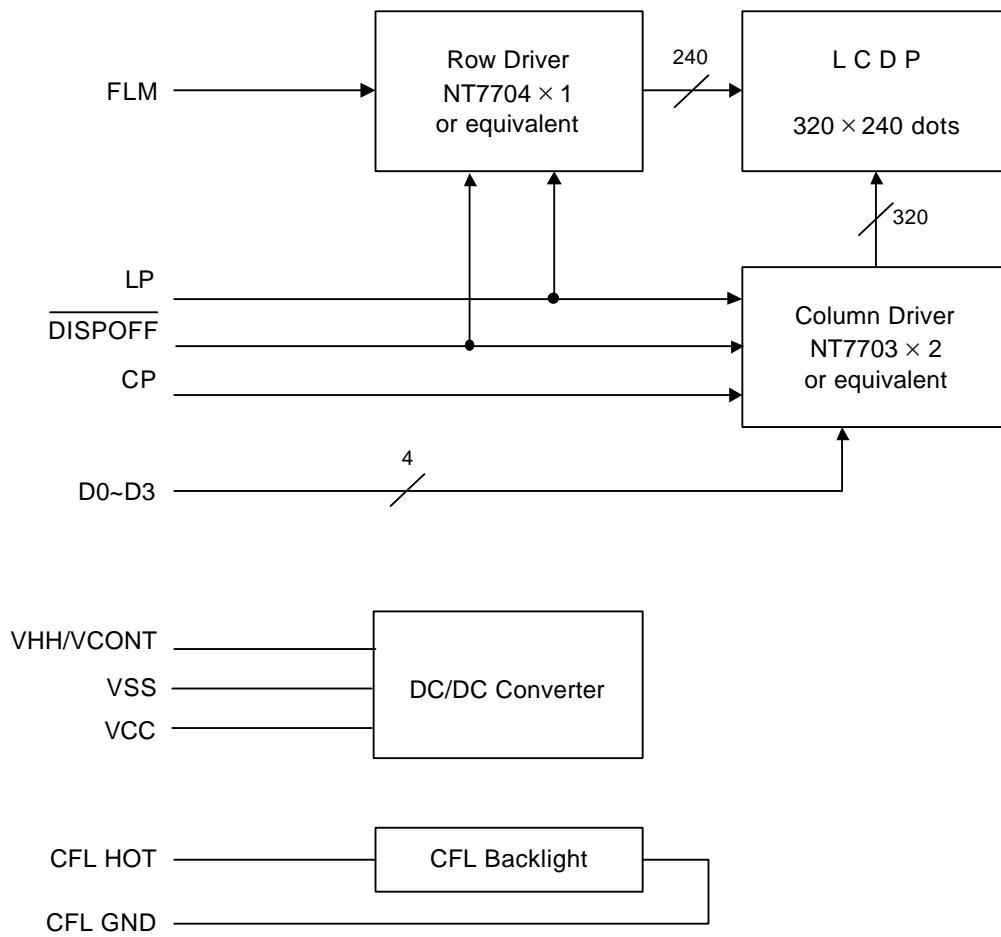 Row Driver
NT7704 × 1
or equivalent
240
L C D P
320 × 240 dots
FLM
320
LP
DISPOFF
CP
Column Driver
NT7703 × 2
or equivalent
4
D0~D3
VHH/VCONT
VSS
VCC
DC/DC Converter
CFL HOT
CFL Backlight
CFL GND